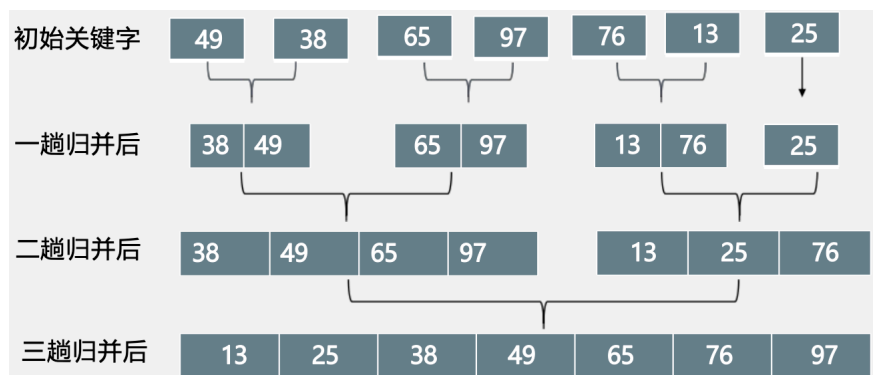 初始关键字 49 38 65 97 76 13 25
一趟归并后 38 49 65 97 13 76 25
二趟归并后 38 49 65 97 13 25 76
三趟归并后 13 25 38 49 65 76 97